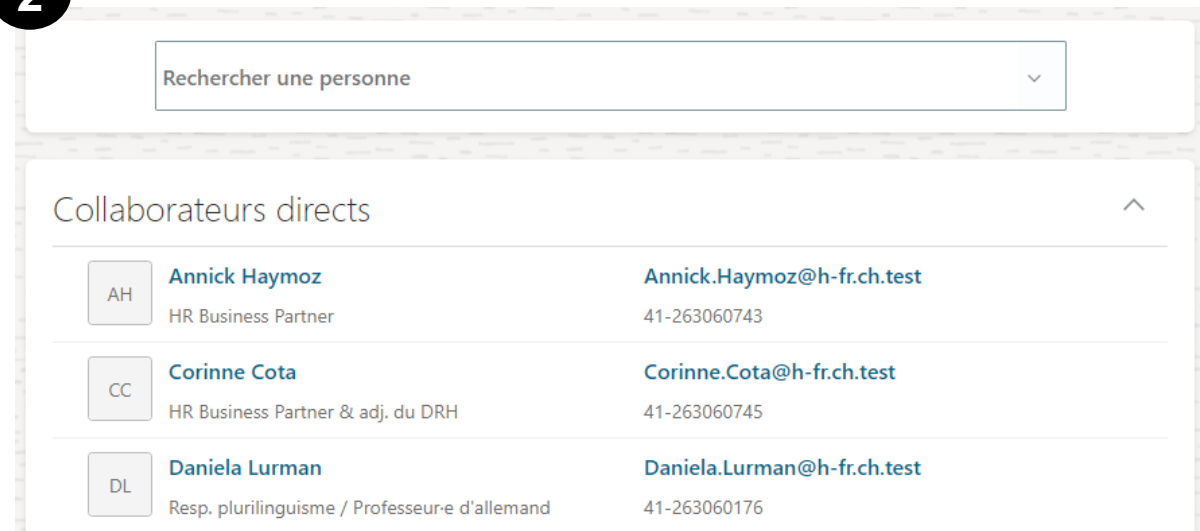 2
Rechercher une personne
Collaborateurs directs
AH
Annick Haymoz
Annick.Haymoz@h-fr.ch.test
HR Business Partner
41-263060743
CC
Corinne Cota
Corinne.Cota@h-fr.ch.test
HR Business Partner & adj. du DRH
41-263060745
DL
Daniela Lurman
Daniela.Lurman@h-fr.ch.test
Resp. plurilinguisme / Professeur·e d'allemand
41-263060176